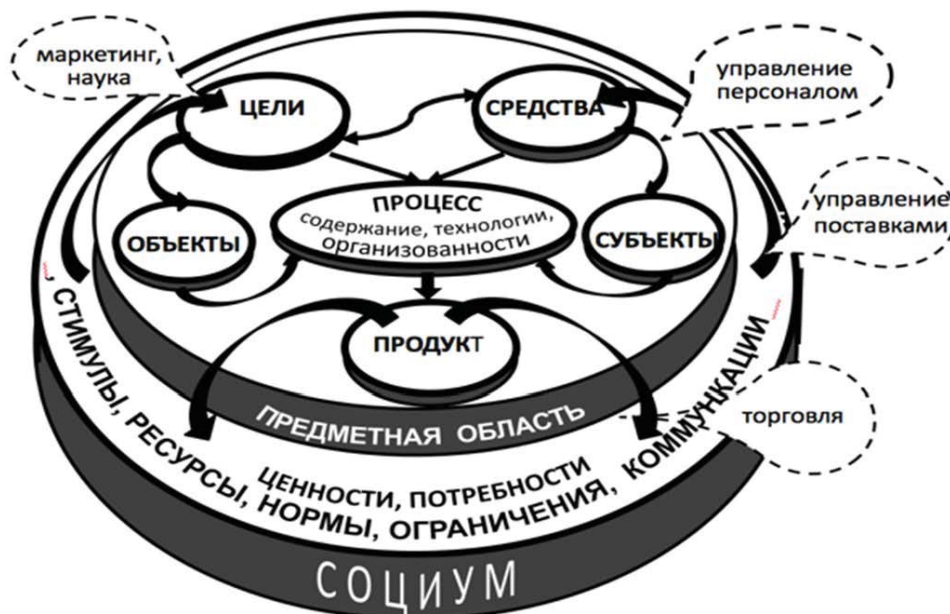 маркетинг,
наука
управление
персоналом
ЦЕЛИ
СРЕДСТВА
управление
поставками
ПРОЦЕСС
содержание, технологии,
организованности
ОБЪЕКТЫ
СУБЪЕКТЫ
ПРОДУКТ
торговля
ПРЕДМЕТНАЯ ОБЛАСТЬ
ЦЕННОСТИ, ПОТРЕБНОСТИ
, СТИМУЛЫ, РЕСУРСЫ, НОРМЫ, ОГРАНИЧЕНИЯ, КОММУНКАЦИИ
СОЦИУМ